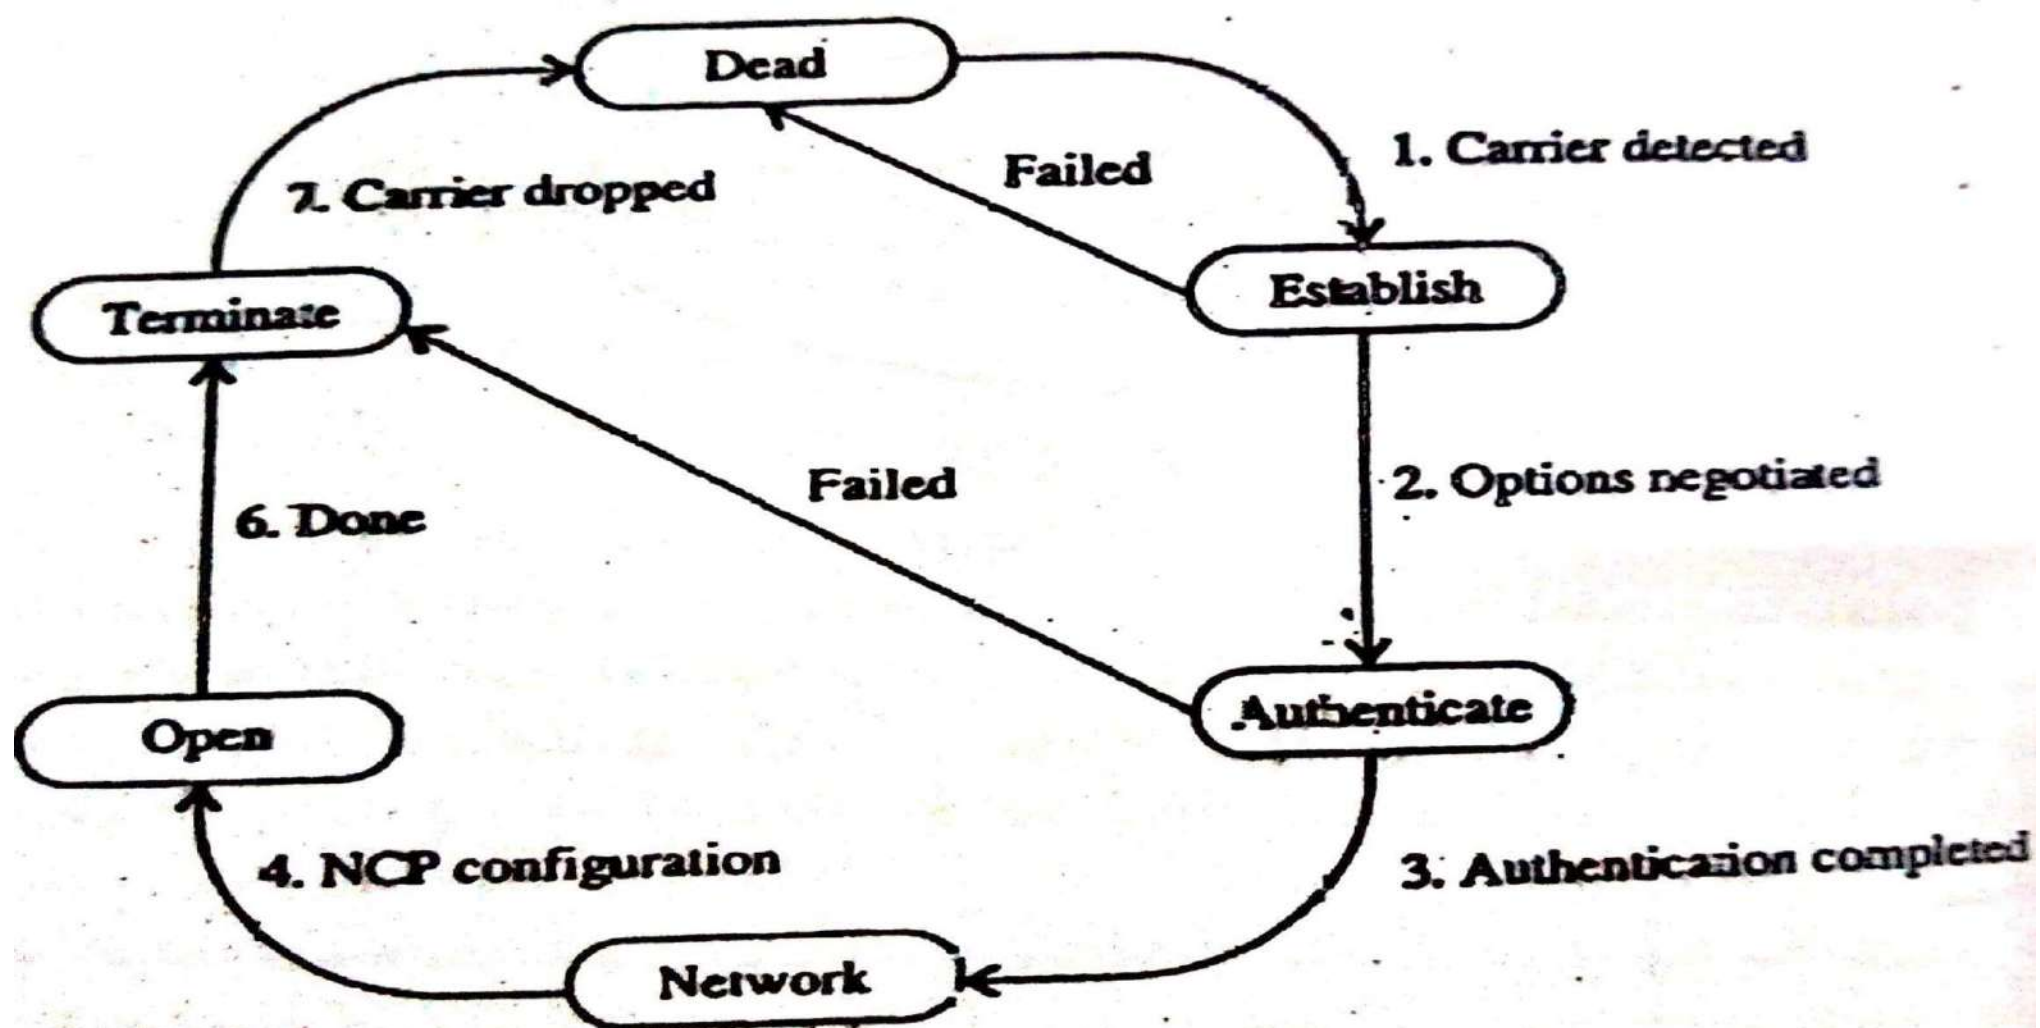 Dead
1. Carrier detected
Failed
7. Carrier dropped
Establish
Terminate
Failed
2. Options negotiated
6. Done
Authenticate
Open
3. Authentication completed
4. NCP configuration
Network